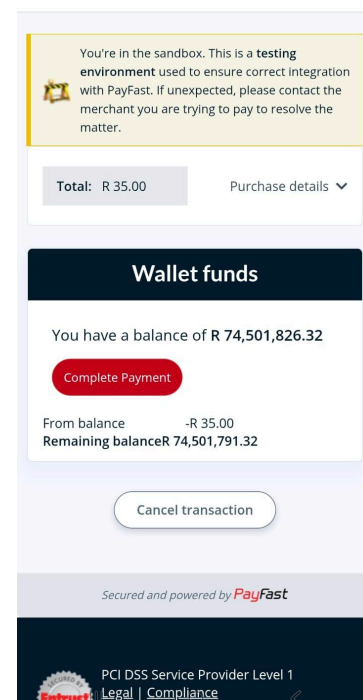 You're in the sandbox. This is a testing
environment used to ensure correct integration
with PayFast. If unexpected, please contact the
merchant you are trying to pay to resolve the
matter.
Total: R 35.00 Purchase details
Wallet funds
You have a balance of R 74,501,826.32
Complete Payment
From balance -R 35.00
Remaining balanceR 74,501,791.32
Cancel transaction
Secured and powered by PayFast
PCI DSS Service Provider Level 1
Legal | Compliance
SECURED BY
Entrust